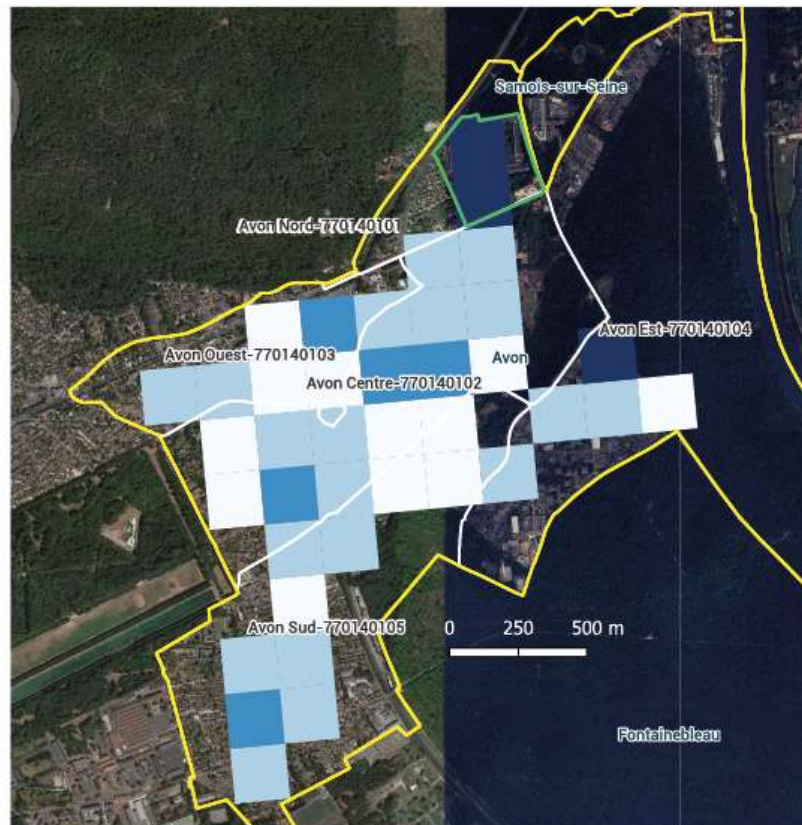 Samois-sur-Seine
Avon Nord-770140101
Avon Est-770140104
Avon Ouest-770140103
Avon
Avon Centre-770140102
Avon Sud-770140105
0 250 500 m
Fontainebleau